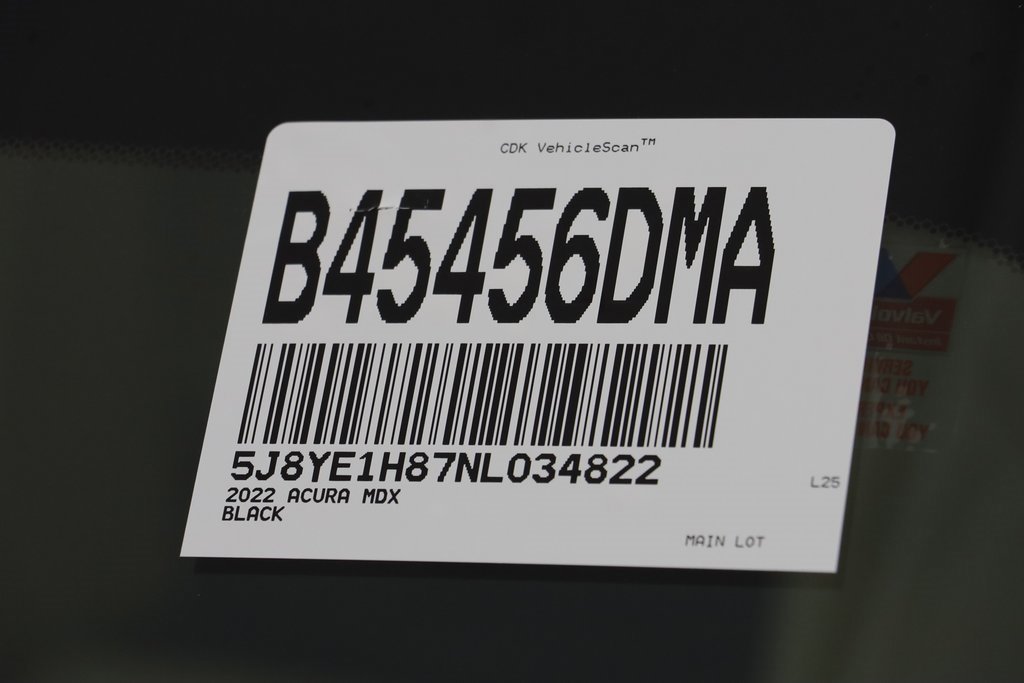 CDK VehicleScan™
B45456DMA
5J8YE1H87NL034822
2022 ACURA MDX
BLACK
L25
MAIN LOT